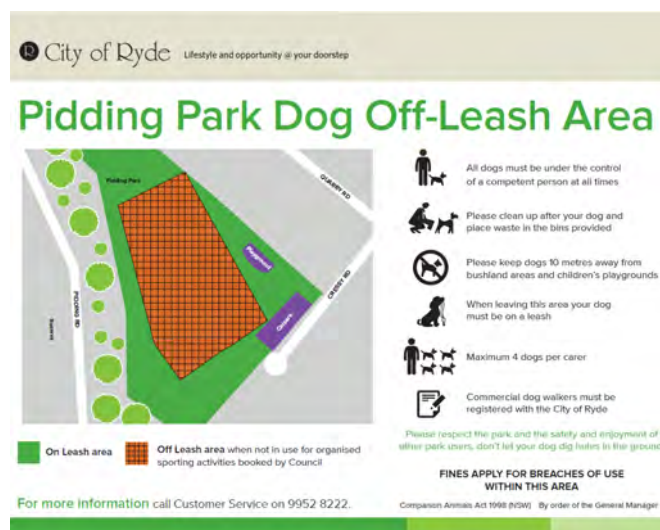 R City of Ryde Lifestyle and opportunity @ your doorstep
Pidding Park Dog Off-Leash Area
Pidding Park
QUARRY RD
Playground
CRESSY RD
PIDDING RD
All dogs must be under the control
of a competent person at all times
Please clean up after your dog and
place waste in the bins provided
Please keep dogs 10 metres away from
bushland areas and children's playgrounds
When leaving this area your dog
must be on a leash
Maximum 4 dogs per carer
Commercial dog walkers must be
registered with the City of Ryde
Please respect the park and the safety and enjoyment of
other park users, don't let your dog dig holes in the ground
On Leash area
Off Leash area when not in use for organised
sporting activities booked by Council
FINES APPLY FOR BREACHES OF USE
WITHIN THIS AREA
For more information call Customer Service on 9952 8222.
Companion Animals Act 1998 (NSW) By order of the General Manager